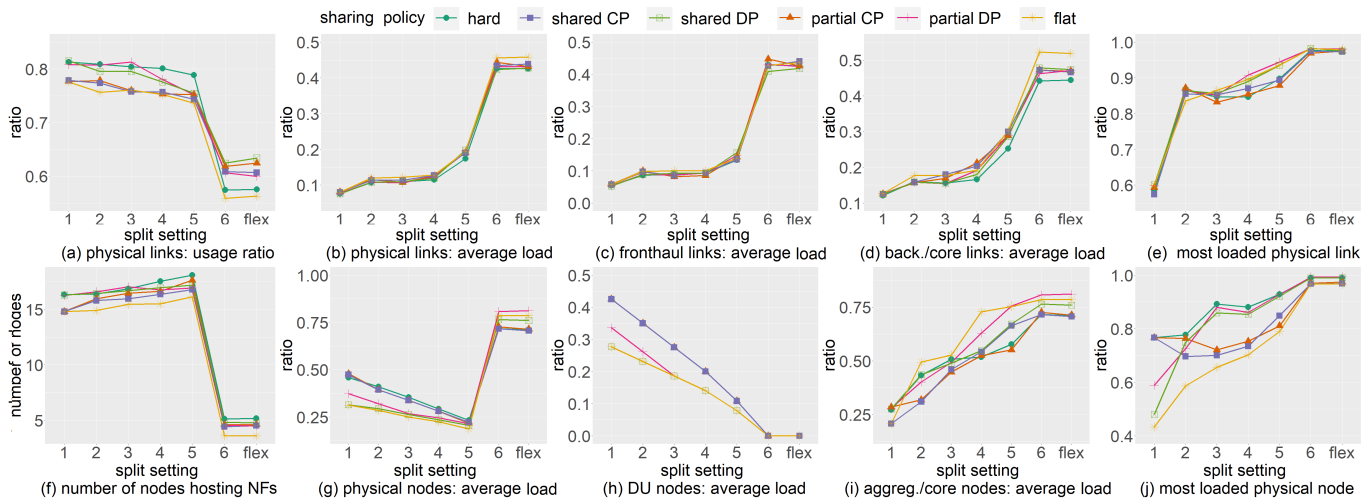 sharing policy hard shared CP shared DP partial CP partial DP flat
ratio 0.8 0.7 0.6
1 2 3 4 5 6 flex
split setting
(a) physical links: usage ratio
ratio 0.5 0.4 0.3 0.2 0.1
1 2 3 4 5 6 flex
split setting
(b) physical links: average load
ratio 0.5 0.4 0.3 0.2 0.1 0.0
1 2 3 4 5 6 flex
split setting
(c) fronthaul links: average load
ratio 0.5 0.4 0.3 0.2 0.1
1 2 3 4 5 6 flex
split setting
(d) back./core links: average load
ratio 1.0 0.9 0.8 0.7 0.6
1 2 3 4 5 6 flex
split setting
(e) most loaded physical link
number of nodes 15 10 5
1 2 3 4 5 6 flex
split setting
(f) number of nodes hosting NFs
ratio 1.00 0.75 0.50 0.25
1 2 3 4 5 6 flex
split setting
(g) physical nodes: average load
ratio 0.5 0.4 0.3 0.2 0.1 0.0
1 2 3 4 5 6 flex
split setting
(h) DU nodes: average load
ratio 0.75 0.50 0.25
1 2 3 4 5 6 flex
split setting
(i) aggreg./core nodes: average load
ratio 1.0 0.8 0.6 0.4
1 2 3 4 5 6 flex
split setting
(j) most loaded physical node